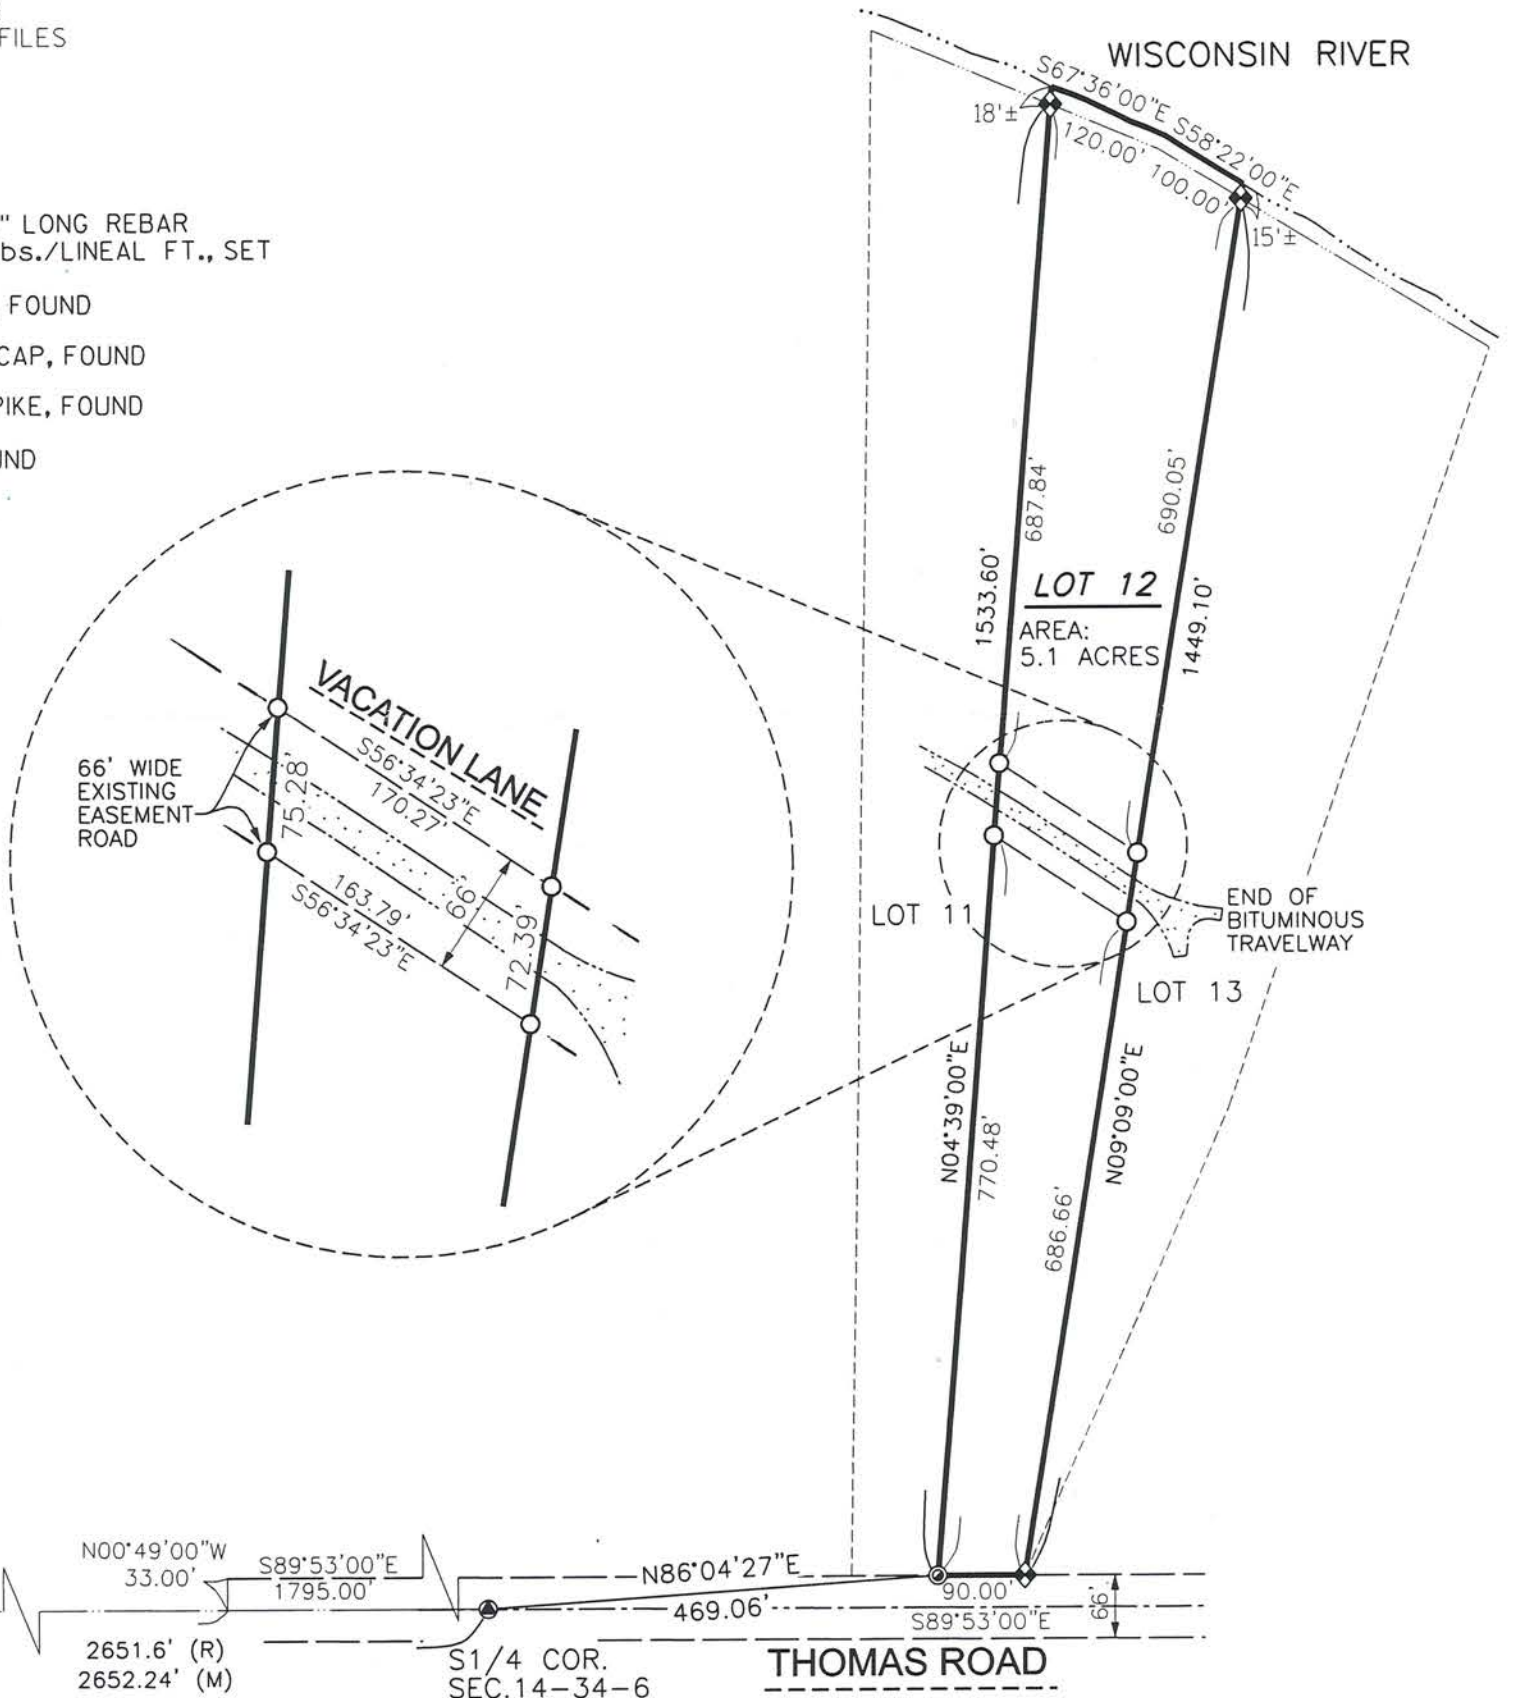 FILES
WISCONSIN RIVER
S67°36'00"E
S58°22'00"E
18'±
120.00'
100.00'
15'±
" LONG REBAR
bs./LINEAL FT., SET
FOUND
CAP, FOUND
PIKE, FOUND
UND
687.84'
690.05'
1533.60'
LOT 12
AREA:
5.1 ACRES
1449.10'
VACATION LANE
S56°34'23"E
170.27'
66' WIDE
EXISTING
EASEMENT
ROAD
75.28'
163.79'
S56°34'23"E
66'
72.39'
LOT 11
END OF
BITUMINOUS
TRAVELWAY
LOT 13
N04°39'00"E
770.48'
N09°09'00"E
686.66'
N00°49'00"W
33.00'
S89°53'00"E
1795.00'
N86°04'27"E
469.06'
90.00'
S89°53'00"E
66'
2651.6' (R)
2652.24' (M)
S1/4 COR.
SEC.14-34-6
THOMAS ROAD